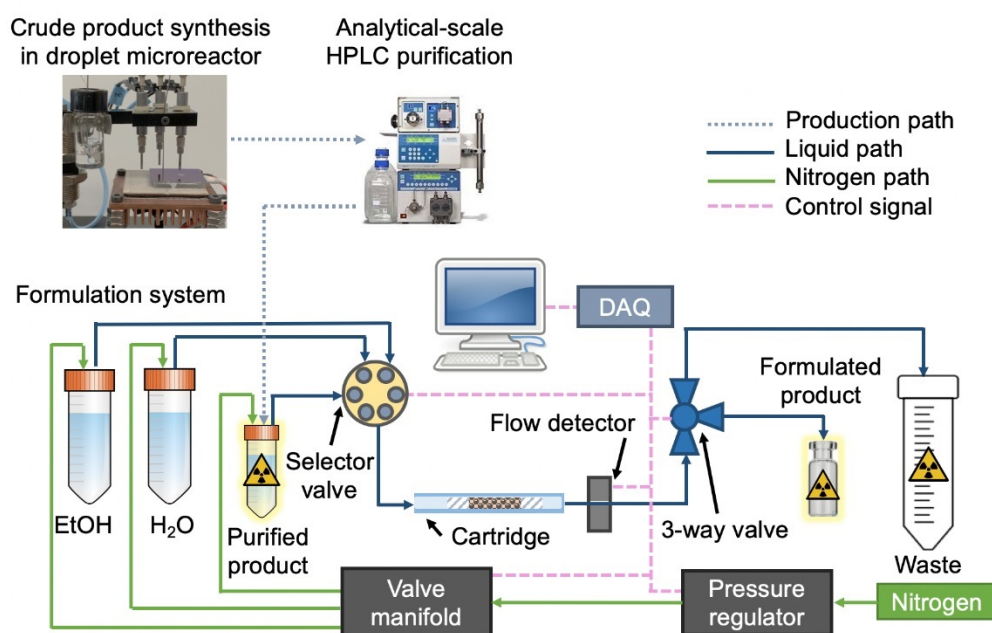 Crude product synthesis
in droplet microreactor
Analytical-scale
HPLC purification
Production path
Liquid path
Nitrogen path
Control signal
Formulation system
DAQ
Formulated
product
Flow detector
Selector
valve
EtOH
H₂O
Purified
product
Cartridge
3-way valve
Waste
Valve
manifold
Pressure
regulator
Nitrogen